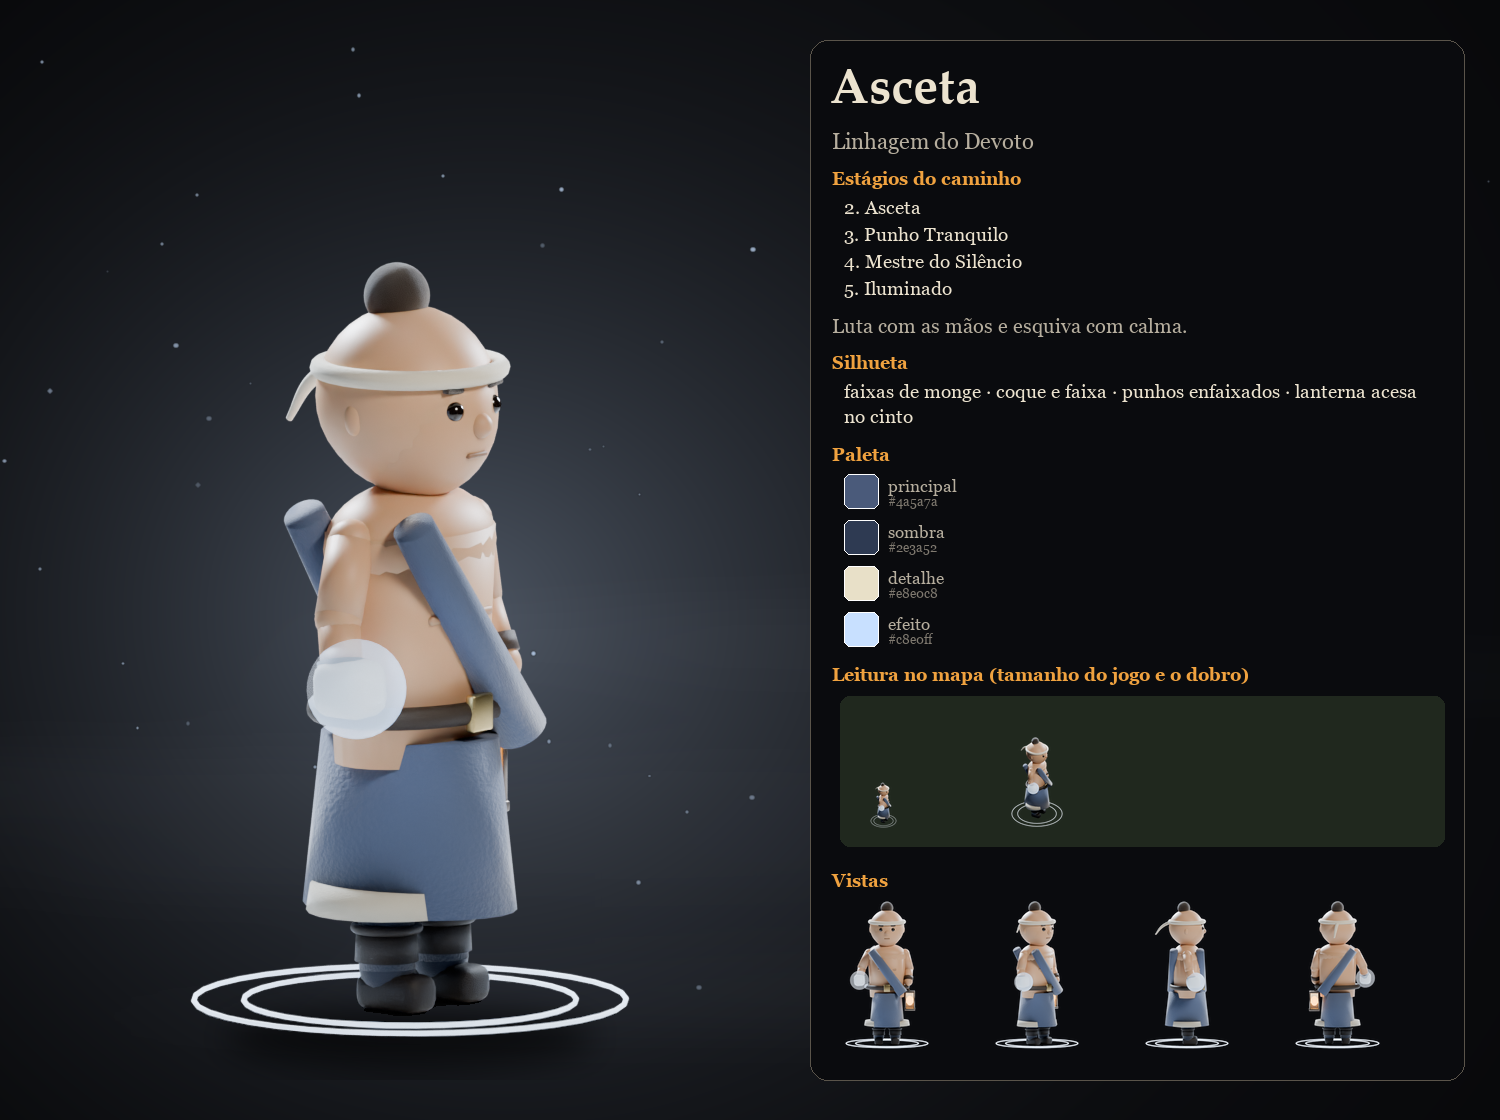 Asceta
Linhagem do Devoto
Estágios do caminho
2. Asceta
3. Punho Tranquilo
4. Mestre do Silêncio
5. Iluminado
Luta com as mãos e esquiva com calma.
Silhueta
faixas de monge · coque e faixa · punhos enfaixados · lanterna acesa
no cinto
Paleta
principal
#4a5a7a
sombra
#2e3a52
detalhe
#e8e0c8
efeito
#c8e0ff
Leitura no mapa (tamanho do jogo e o dobro)
Vistas